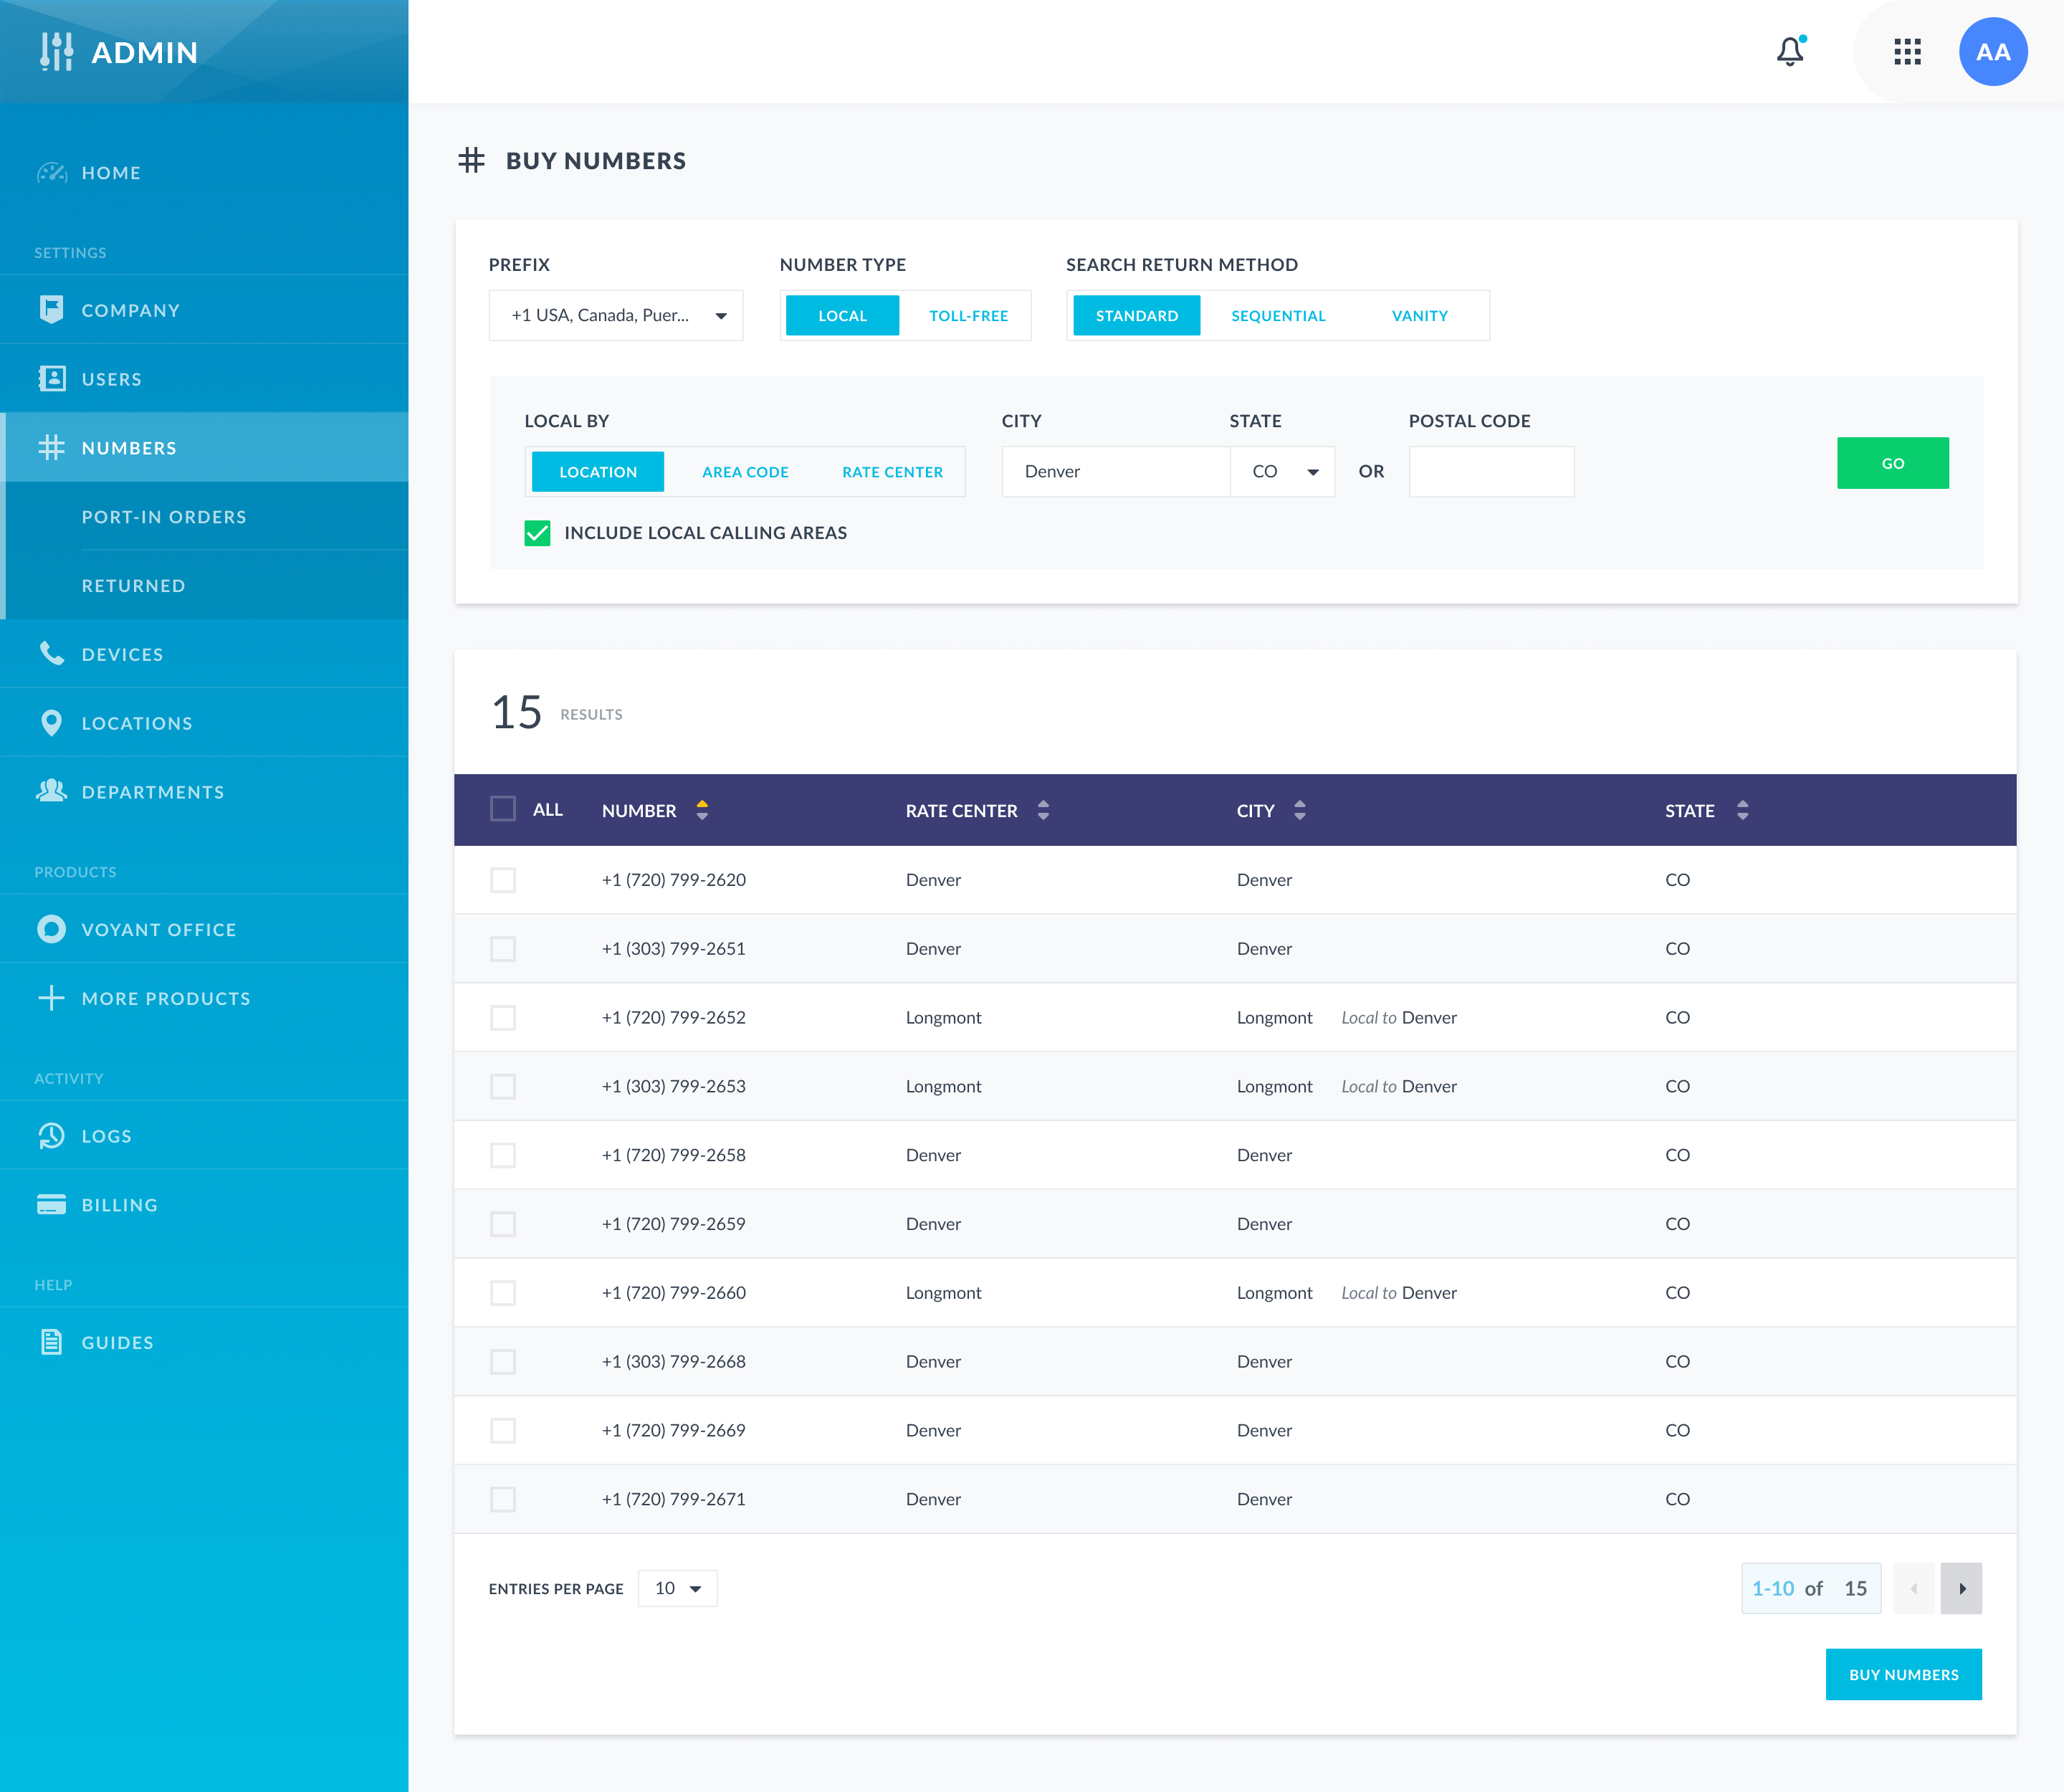 ADMIN
AA
HOME
SETTINGS
COMPANY
USERS
NUMBERS
PORT-IN ORDERS
RETURNED
DEVICES
LOCATIONS
DEPARTMENTS
PRODUCTS
VOYANT OFFICE
MORE PRODUCTS
ACTIVITY
LOGS
BILLING
HELP
GUIDES
BUY NUMBERS
PREFIX NUMBER TYPE SEARCH RETURN METHOD
+1 USA, Canada, Puer... LOCAL TOLL-FREE STANDARD SEQUENTIAL VANITY
LOCAL BY CITY STATE POSTAL CODE
LOCATION AREA CODE RATE CENTER Denver CO OR GO
INCLUDE LOCAL CALLING AREAS
15 RESULTS
ALL NUMBER RATE CENTER CITY STATE
+1 (720) 799-2620 Denver Denver CO
+1 (303) 799-2651 Denver Denver CO
+1 (720) 799-2652 Longmont Longmont Local to Denver CO
+1 (303) 799-2653 Longmont Longmont Local to Denver CO
+1 (720) 799-2658 Denver Denver CO
+1 (720) 799-2659 Denver Denver CO
+1 (720) 799-2660 Longmont Longmont Local to Denver CO
+1 (303) 799-2668 Denver Denver CO
+1 (720) 799-2669 Denver Denver CO
+1 (720) 799-2671 Denver Denver CO
ENTRIES PER PAGE 10 1-10 of 15
BUY NUMBERS